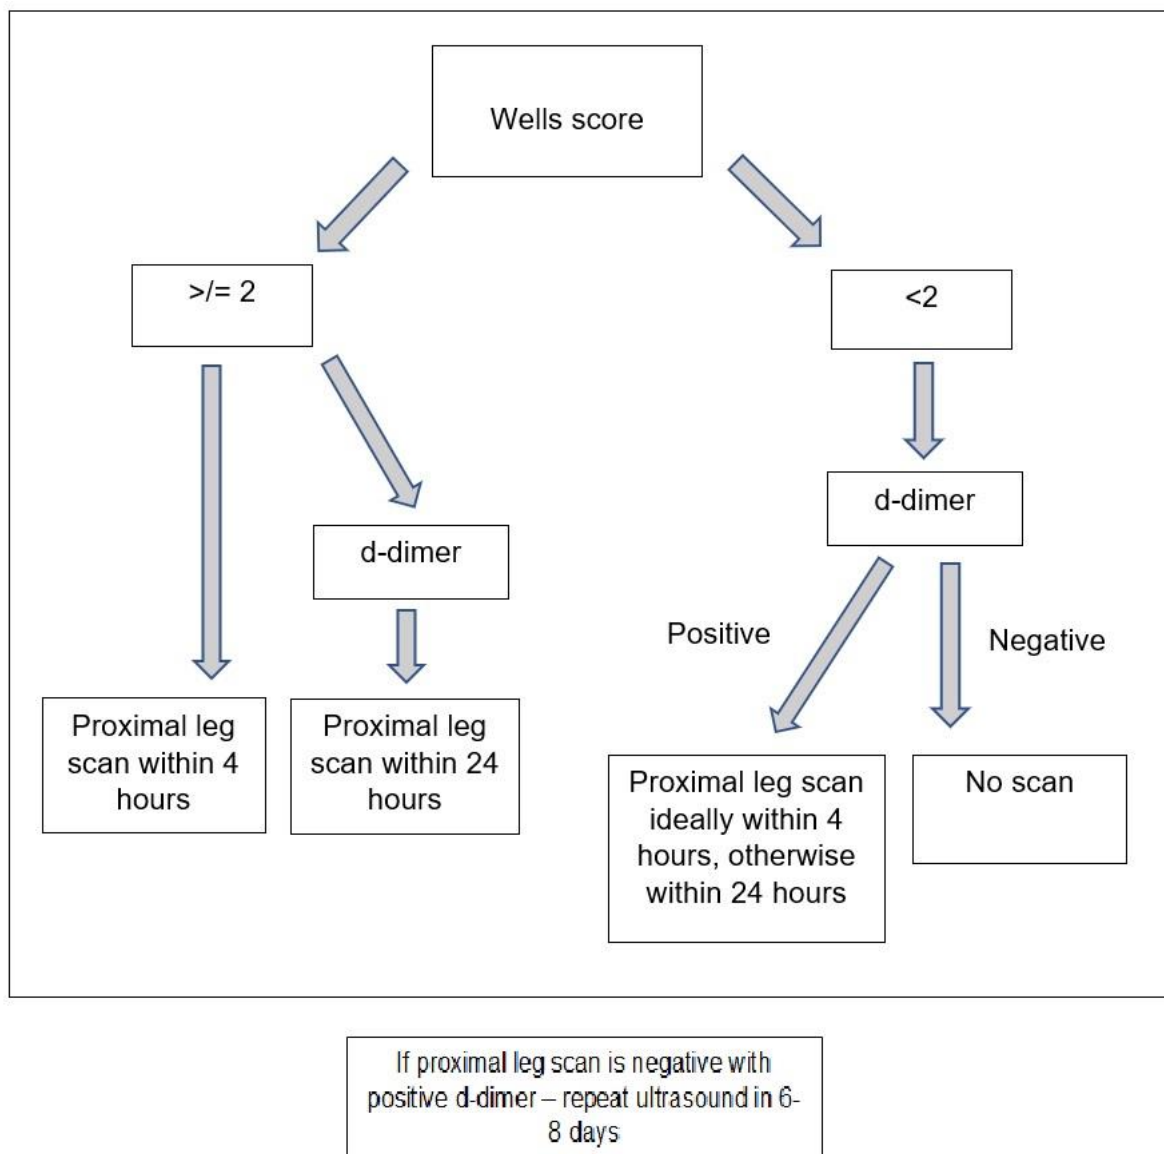 Wells score
>/= 2
<2
d-dimer
d-dimer
Positive
Negative
Proximal leg
scan within 4
hours
Proximal leg
scan within 24
hours
Proximal leg scan
ideally within 4
hours, otherwise
within 24 hours
No scan
If proximal leg scan is negative with
positive d-dimer – repeat ultrasound in 6-
8 days